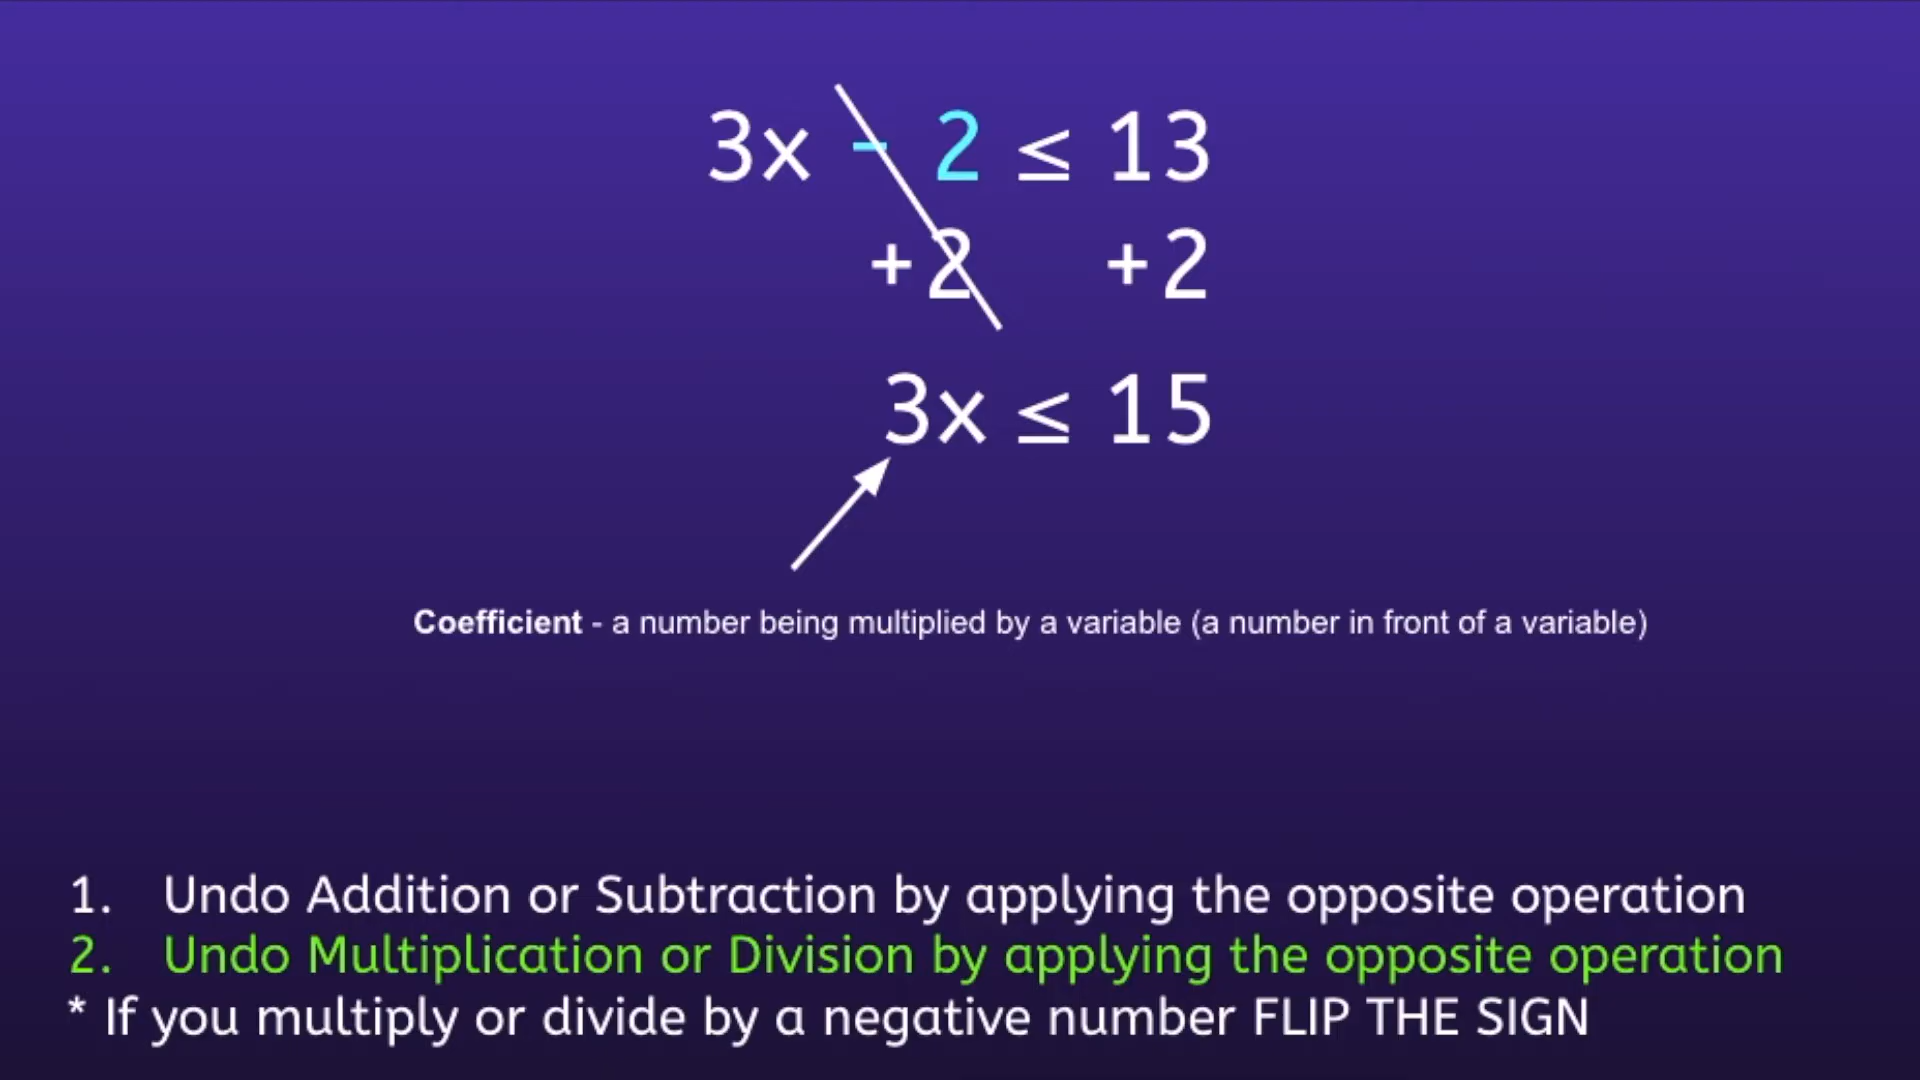 3x - 2 ≤ 13
+2 +2
3x ≤ 15
Coefficient - a number being multiplied by a variable (a number in front of a variable)
1. Undo Addition or Subtraction by applying the opposite operation
2. Undo Multiplication or Division by applying the opposite operation
* If you multiply or divide by a negative number FLIP THE SIGN